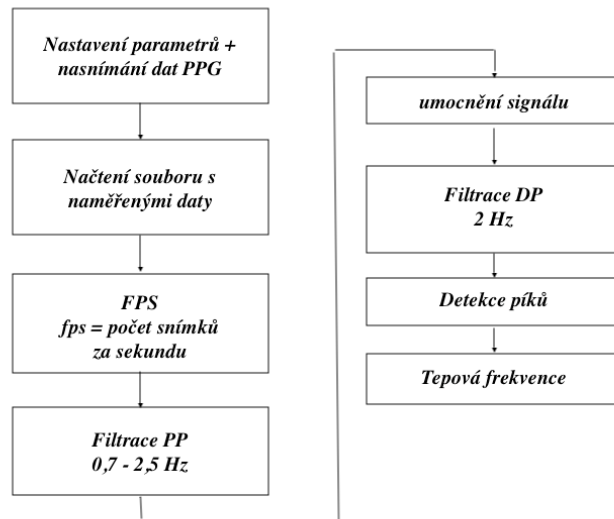 Nastavení parametrů +
nasnímání dat PPG
Načtení souboru s
naměřenými daty
FPS
fps = počet snímků
za sekundu
Filtrace PP
0,7 - 2,5 Hz
umocnění signálu
Filtrace DP
2 Hz
Detekce píků
Tepová frekvence